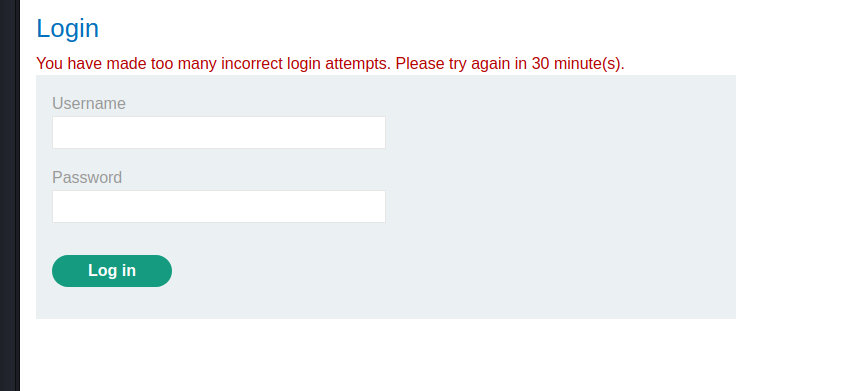 Login
You have made too many incorrect login attempts. Please try again in 30 minute(s).
Username
Password
Log in